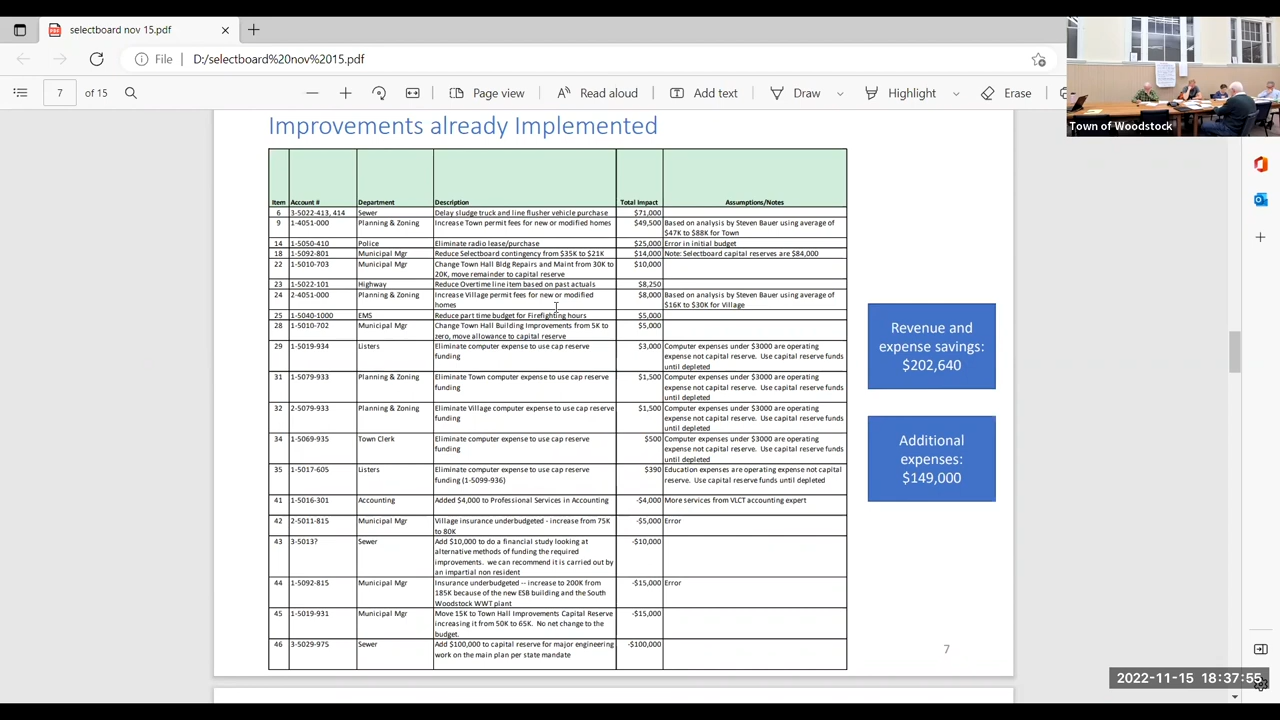 selectboard nov 15.pdf
File D:/selectboard%20nov%2015.pdf
7 of 15 Page view Read aloud Add text Draw Highlight Erase
Town of Woodstock
Improvements already Implemented
Item Account # Department Description Total Impact Assumptions/Notes
6 3-5022-413, 414 Sewer Delay sludge truck and line flusher vehicle purchase $71,000
9 1-4051-000 Planning & Zoning Increase Town permit fees for new or modified homes $49,500 Based on analysis by Steven Bauer using average of
$47K to $88K for Town
14 1-5050-410 Police Eliminate radio lease/purchase $25,000 Error in initial budget
18 1-5092-801 Municipal Mgr Reduce Selectboard contingency from $35K to $21K $14,000 Note: Selectboard capital reserves are $84,000
22 1-5010-703 Municipal Mgr Change Town Hall Bldg Repairs and Maint from 30K to $10,000
20K, move remainder to capital reserve
23 1-5022-101 Highway Reduce Overtime line item based on past actuals $8,250
24 2-4051-000 Planning & Zoning Increase Village permit fees for new or modified $8,000 Based on analysis by Steven Bauer using average of
homes $16K to $30K for Village
25 1-5040-1000 EMS Reduce part time budget for Firefighting hours $5,000
28 1-5010-702 Municipal Mgr Change Town Hall Building Improvements from 5K to $5,000
zero, move allowance to capital reserve
29 1-5019-934 Listers Eliminate computer expense to use cap reserve $3,000 Computer expenses under $3000 are operating
funding expense not capital reserve. Use capital reserve funds
until depleted
31 1-5079-933 Planning & Zoning Eliminate Town computer expense to use cap reserve $1,500 Computer expenses under $3000 are operating
funding expense not capital reserve. Use capital reserve funds
until depleted
32 2-5079-933 Planning & Zoning Eliminate Village computer expense to use cap reserve $1,500 Computer expenses under $3000 are operating
funding expense not capital reserve. Use capital reserve funds
until depleted
34 1-5069-935 Town Clerk Eliminate computer expense to use cap reserve $500 Computer expenses under $3000 are operating
funding expense not capital reserve. Use capital reserve funds
until depleted
35 1-5017-605 Listers Eliminate computer expense to use cap reserve $390 Education expenses are operating expense not capital
funding (1-5099-936) reserve. Use capital reserve funds until depleted
41 1-5016-301 Accounting Added $4,000 to Professional Services in Accounting -$4,000 More services from VLCT accounting expert
42 2-5011-815 Municipal Mgr Village insurance underbudgeted - increase from 75K -$5,000 Error
to 80K
43 3-5013? Sewer Add $10,000 to do a financial study looking at -$10,000
alternative methods of funding the required
improvements. we can recommend it is carried out by
an impartial non resident
44 1-5092-815 Municipal Mgr Insurance underbudgeted -- increase to 200K from -$15,000 Error
185K because of the new ESB building and the South
Woodstock WWT plant
45 1-5019-931 Municipal Mgr Move 15K to Town Hall Improvements Capital Reserve -$15,000
increasing it from 50K to 65K. No net change to the
budget.
46 3-5029-975 Sewer Add $100,000 to capital reserve for major engineering -$100,000
work on the main plan per state mandate
Revenue and
expense savings:
$202,640
Additional
expenses:
$149,000
7
2022-11-15 18:37:55